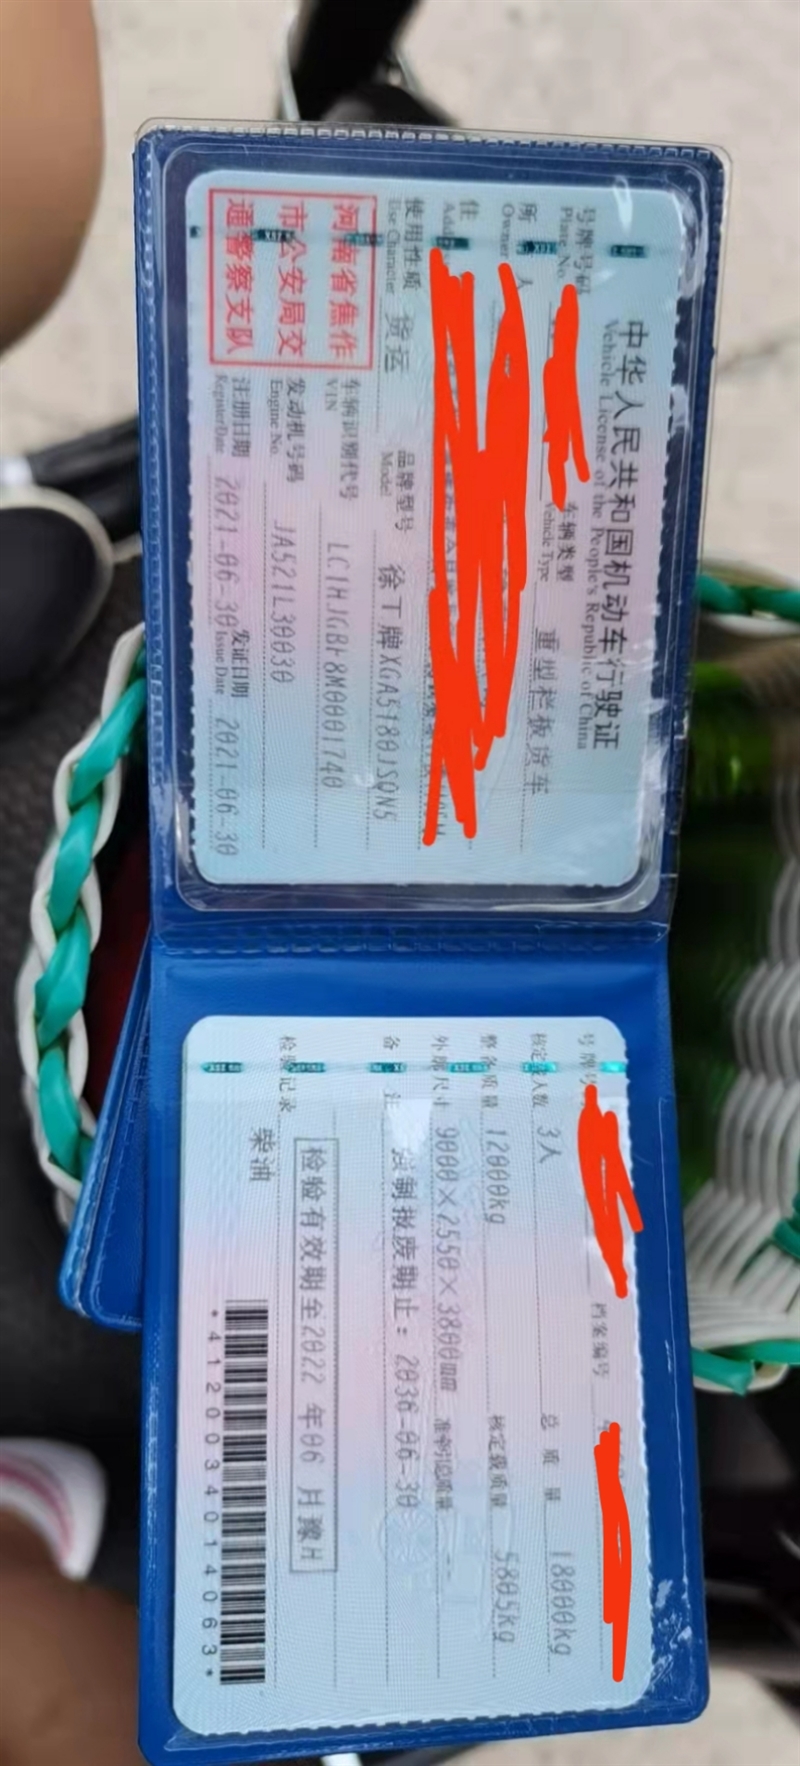 中华人民共和国机动车行驶证
Vehicle License of the People's Republic of China
号牌号码
Plate No.
车辆类型 重型栏板货车
Vehicle Type
所 人
Owner
住
Add
使用性质 货运
Use Character
品牌型号 徐工牌XGA5180JSQN5
Model
河南省焦作
市公安局交
通警察支队
车辆识别代号
VIN
发动机号码 JA521L30030
Engine No.
注册日期 2021-06-30 发证日期 2021-06-30
Register Date Issue Date
号牌号 档案编号
核定载人数 3人 总质量 18000kg
整备质量 12000kg 核定载质量 5805kg
外廓尺寸 9000×2550×3800mm 准牵引总质量 --
备 注 强制报废期止：2036-06-30
检验有效期至2022 年06 月豫H
检验记录
柴油
*4120034014063*